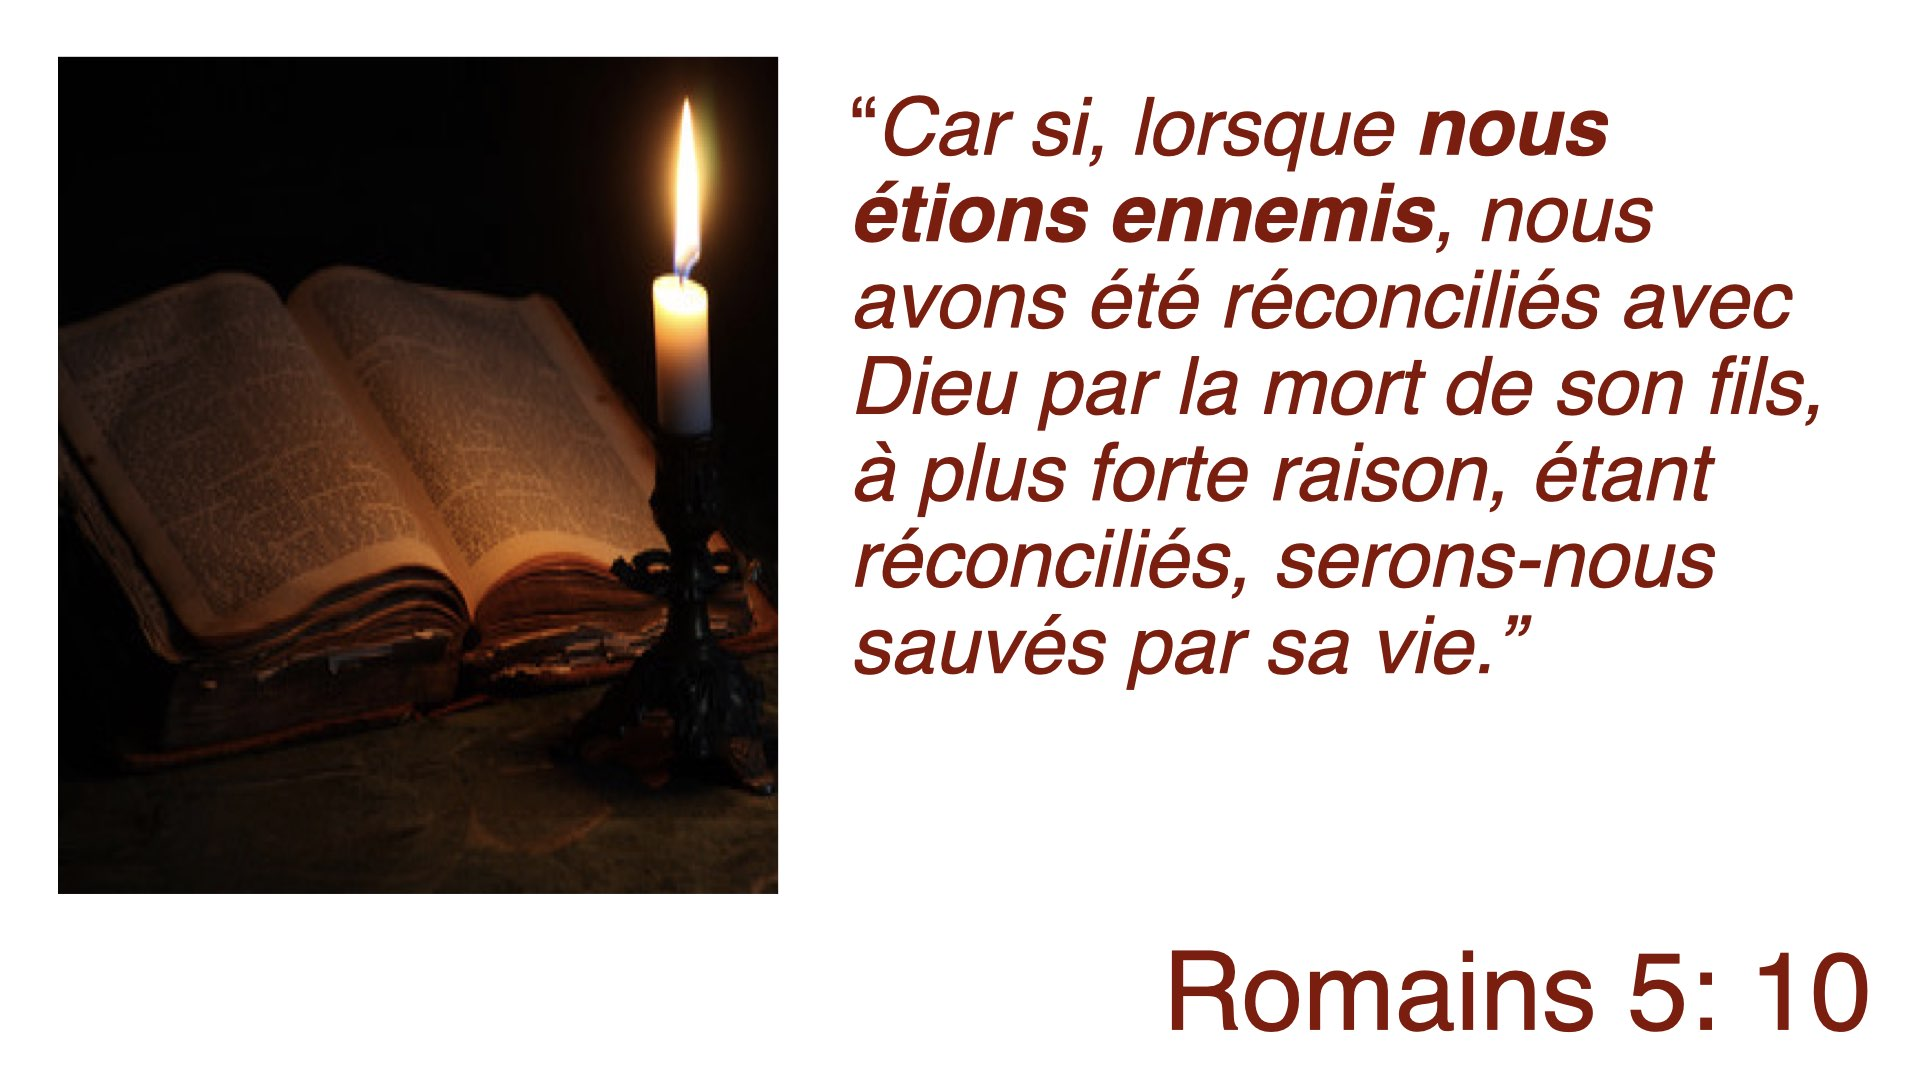 “Car si, lorsque nous
étions ennemis, nous
avons été réconciliés avec
Dieu par la mort de son fils,
à plus forte raison, étant
réconciliés, serons-nous
sauvés par sa vie.”
Romains 5: 10